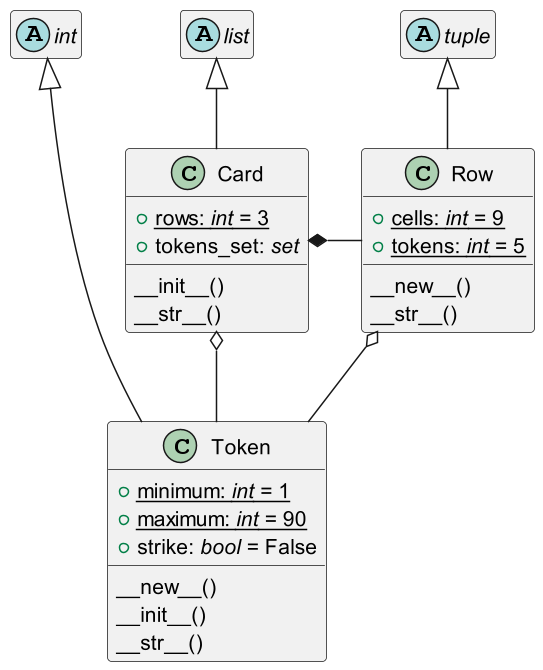 A int
A list
A tuple
C Card
rows: int = 3
tokens_set: set
__init__()
__str__()
C Row
cells: int = 9
tokens: int = 5
__new__()
__str__()
C Token
minimum: int = 1
maximum: int = 90
strike: bool = False
__new__()
__init__()
__str__()